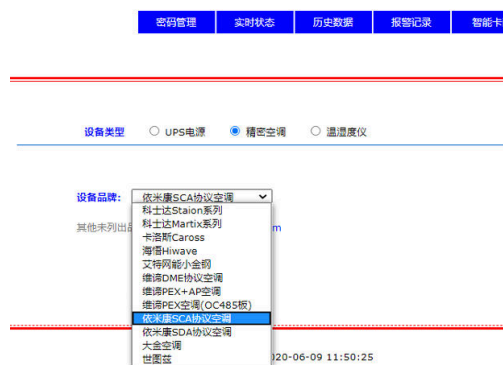 密码管理 实时状态 历史数据 报警记录 智能卡
设备类型 UPS电源 精密空调 温湿度仪
设备品牌: 依米康SCA协议空调
科士达Staion系列
其他未列出 科士达Martix系列 m
卡洛斯Caross
海悟Hiwave
艾特网能小金钢
维谛DME协议空调
维谛PEX+AP空调
维谛PEX空调(OC485板)
依米康SCA协议空调
依米康SDA协议空调
大金空调
世图兹 020-06-09 11:50:25